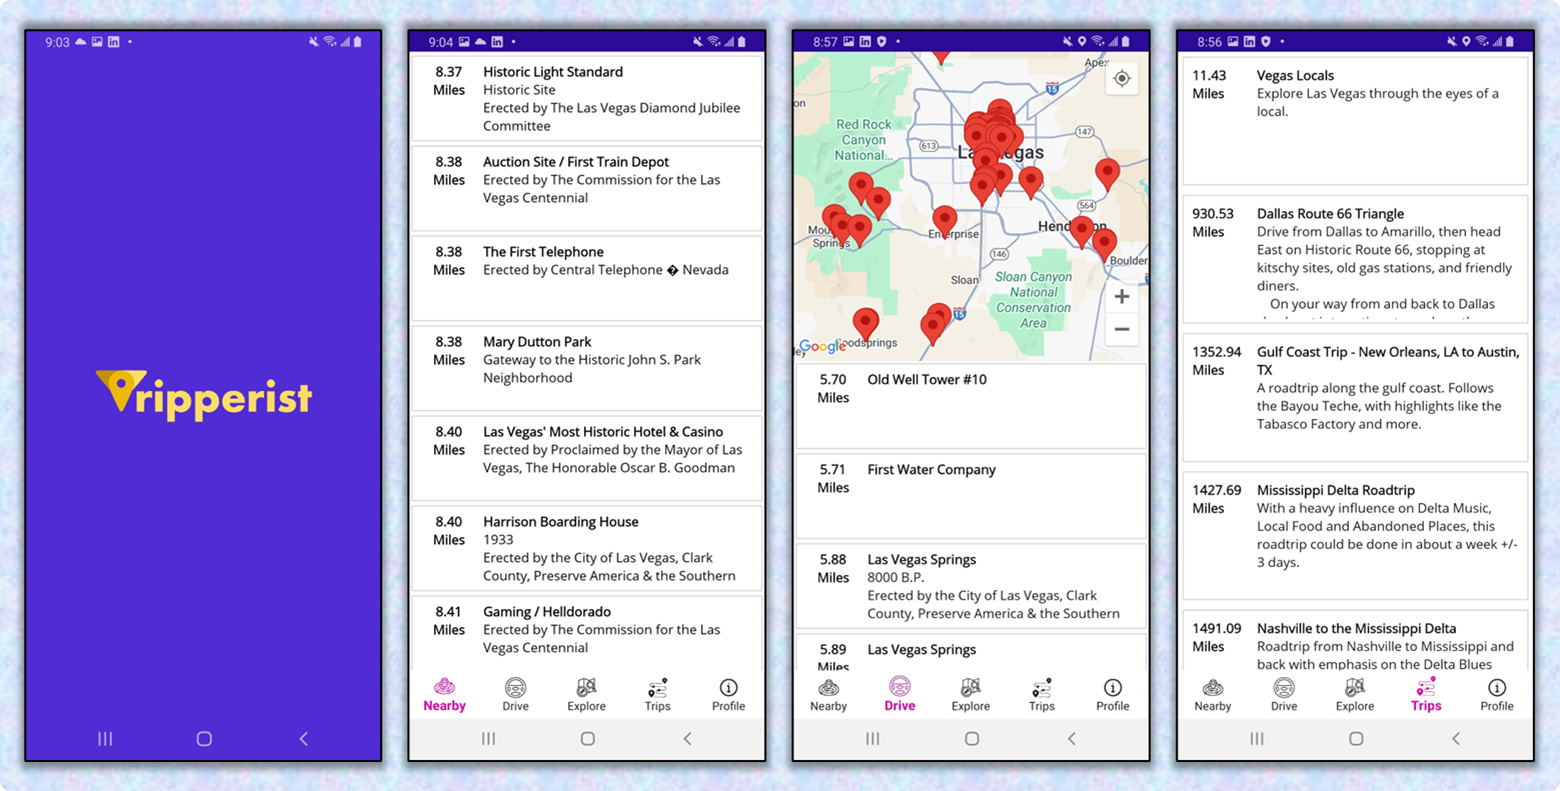 9:03
Tripperist
9:04
8.37 Miles
Historic Light Standard
Historic Site
Erected by The Las Vegas Diamond Jubilee
Committee
8.38 Miles
Auction Site / First Train Depot
Erected by The Commission for the Las
Vegas Centennial
8.38 Miles
The First Telephone
Erected by Central Telephone � Nevada
8.38 Miles
Mary Dutton Park
Gateway to the Historic John S. Park
Neighborhood
8.40 Miles
Las Vegas' Most Historic Hotel & Casino
Erected by Proclaimed by the Mayor of Las
Vegas, The Honorable Oscar B. Goodman
8.40 Miles
Harrison Boarding House
1933
Erected by the City of Las Vegas, Clark
County, Preserve America & the Southern
8.41 Miles
Gaming / Helldorado
Erected by The Commission for the Las
Vegas Centennial
Nearby Drive Explore Trips Profile
8:57
Apex
15
on
Red Rock
Canyon
National...
147
613
Las Vegas
564
Mou
Springs
Enterprise
Hend on
146
Boulder
Sloan
Sloan Canyon
National
Conservation
Area
15
ley
Google
oodsprings
5.70 Miles
Old Well Tower #10
5.71 Miles
First Water Company
5.88 Miles
Las Vegas Springs
8000 B.P.
Erected by the City of Las Vegas, Clark
County, Preserve America & the Southern
5.89 Miles
Las Vegas Springs
Nearby Drive Explore Trips Profile
8:56
11.43 Miles
Vegas Locals
Explore Las Vegas through the eyes of a
local.
930.53 Miles
Dallas Route 66 Triangle
Drive from Dallas to Amarillo, then head
East on Historic Route 66, stopping at
kitschy sites, old gas stations, and friendly
diners.
On your way from and back to Dallas
1352.94 Miles
Gulf Coast Trip - New Orleans, LA to Austin,
TX
A roadtrip along the gulf coast. Follows
the Bayou Teche, with highlights like the
Tabasco Factory and more.
1427.69 Miles
Mississippi Delta Roadtrip
With a heavy influence on Delta Music,
Local Food and Abandoned Places, this
roadtrip could be done in about a week +/-
3 days.
1491.09 Miles
Nashville to the Mississippi Delta
Roadtrip from Nashville to Mississippi and
back with emphasis on the Delta Blues
Nearby Drive Explore Trips Profile